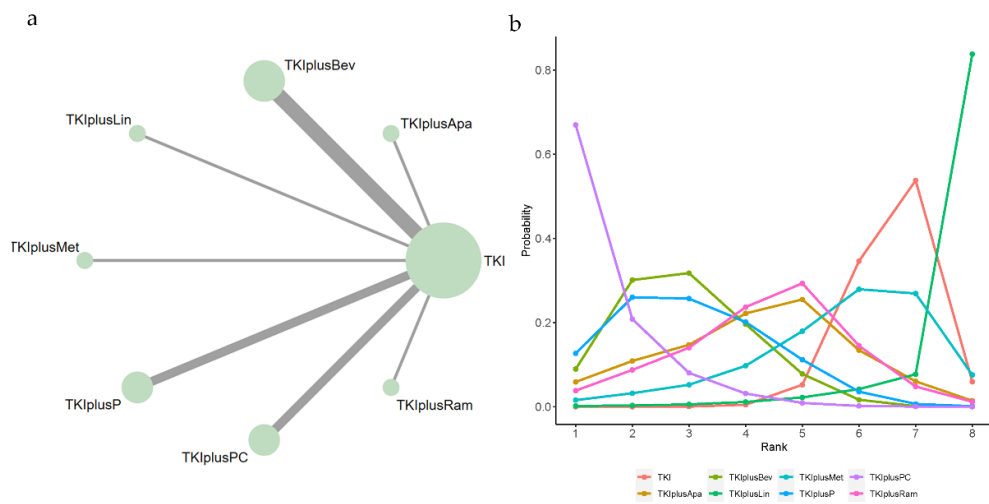 a
b
TKIplusBev
TKIplusApa
TKIplusLin
TKIplusMet
TKI
TKIplusP
TKIplusRam
TKIplusPC
0.8
0.6
0.4
0.2
0.0
Probability
1 2 3 4 5 6 7 8
Rank
TKI TKIplusBev TKIplusMet TKIplusPC
TKIplusApa TKIplusLin TKIplusP TKIplusRam